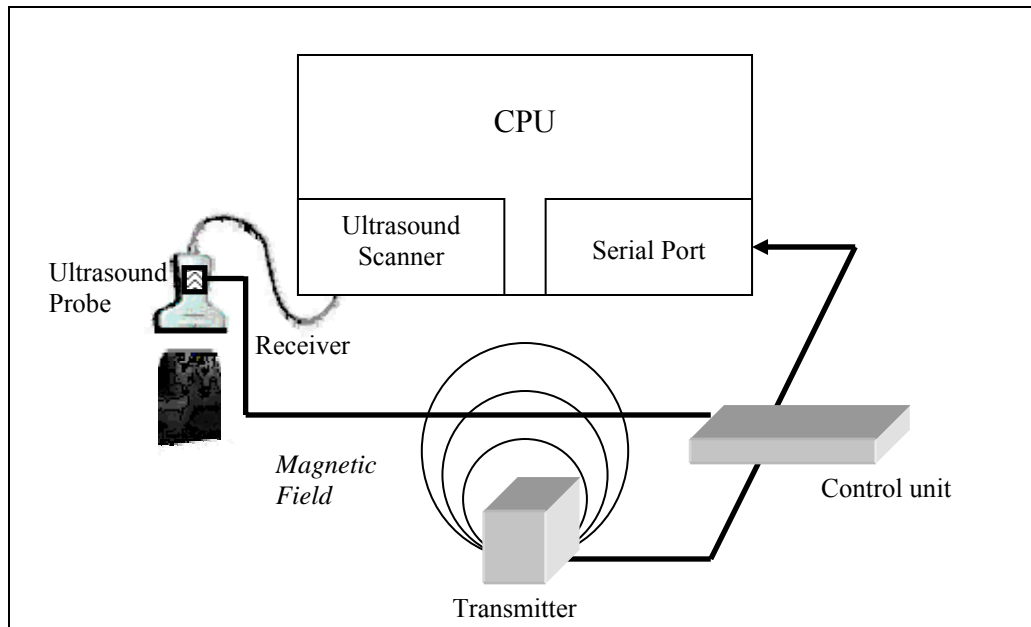 CPU
Ultrasound
Scanner
Serial Port
Ultrasound
Probe
Receiver
Magnetic
Field
Control unit
Transmitter